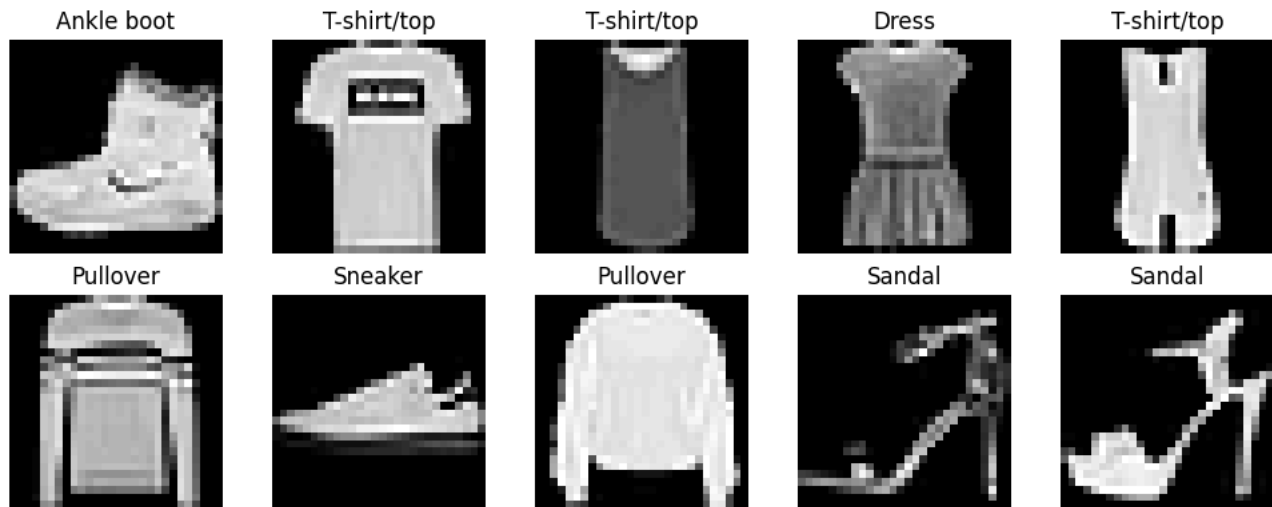 Ankle boot
T-shirt/top
T-shirt/top
Dress
T-shirt/top
Pullover
Sneaker
Pullover
Sandal
Sandal